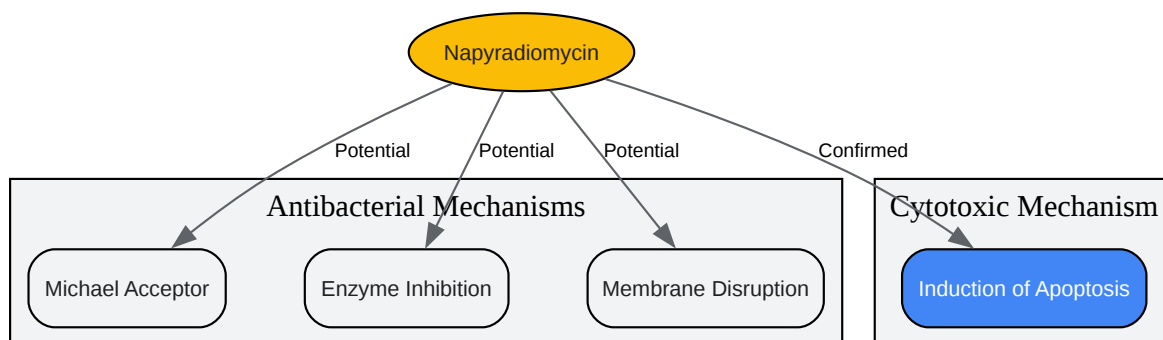 Napyradiomycin
Potential
Potential
Potential
Confirmed
Antibacterial Mechanisms
Cytotoxic Mechanism
Michael Acceptor
Enzyme Inhibition
Membrane Disruption
Induction of Apoptosis